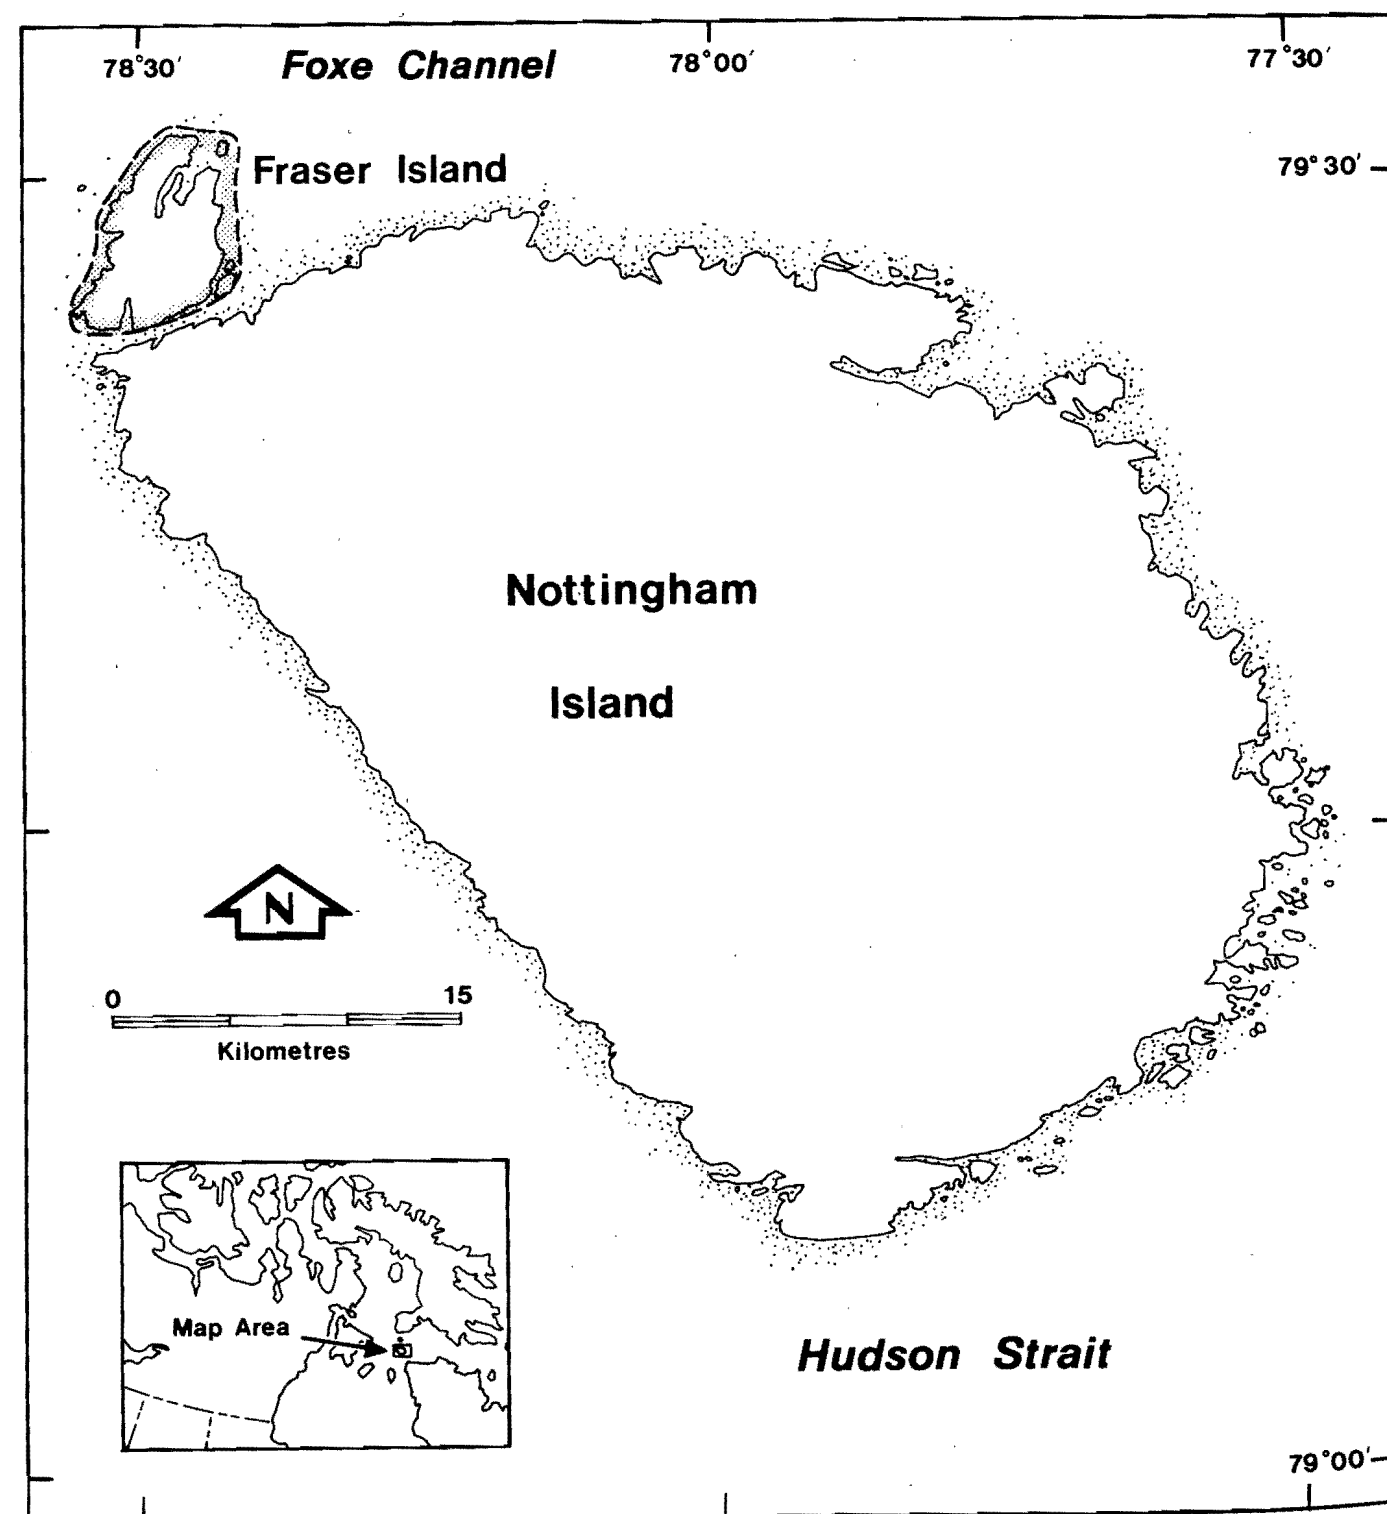 78°30′ Foxe Channel 78°00′ 77°30′
Fraser Island
79°30′
Nottingham
Island
N
0 15
Kilometres
Map Area
Hudson Strait
79°00′